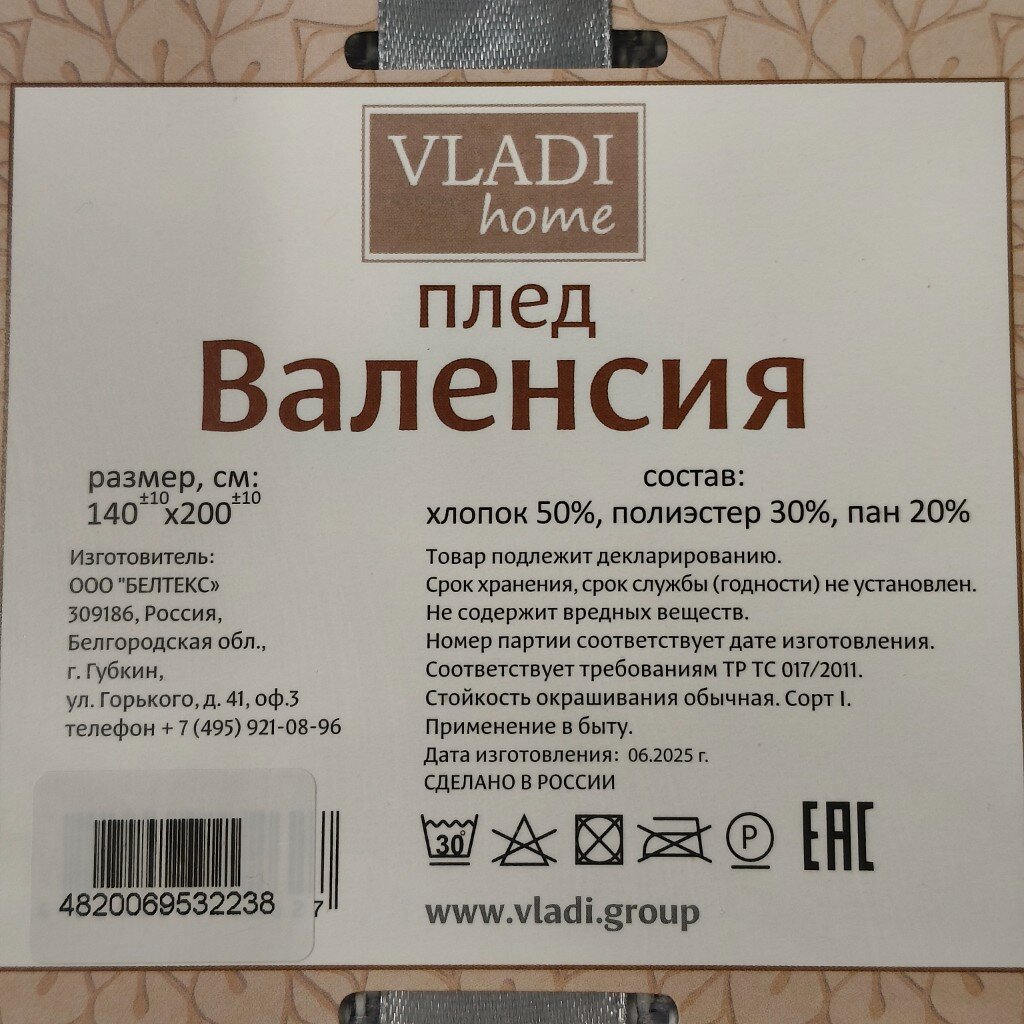 VLADI
home
плед
Валенсия
размер, см:
140±10x200±10
состав:
хлопок 50%, полиэстер 30%, пан 20%
Изготовитель:
ООО "БЕЛТЕКС»
309186, Россия,
Белгородская обл.,
г. Губкин,
ул. Горького, д. 41, оф.3
телефон + 7 (495) 921-08-96
Товар подлежит декларированию.
Срок хранения, срок службы (годности) не установлен.
Не содержит вредных веществ.
Номер партии соответствует дате изготовления.
Соответствует требованиям ТР ТС 017/2011.
Стойкость окрашивания обычная. Сорт I.
Применение в быту.
Дата изготовления: 06.2025 г.
СДЕЛАНО В РОССИИ
30°
P
EAC
4820069532238
7
www.vladi.group